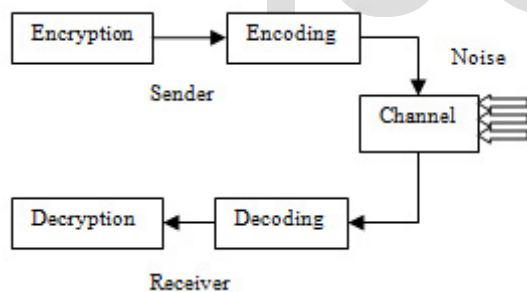 Encryption
Encoding
Noise
Sender
Channel
Decryption
Decoding
Receiver